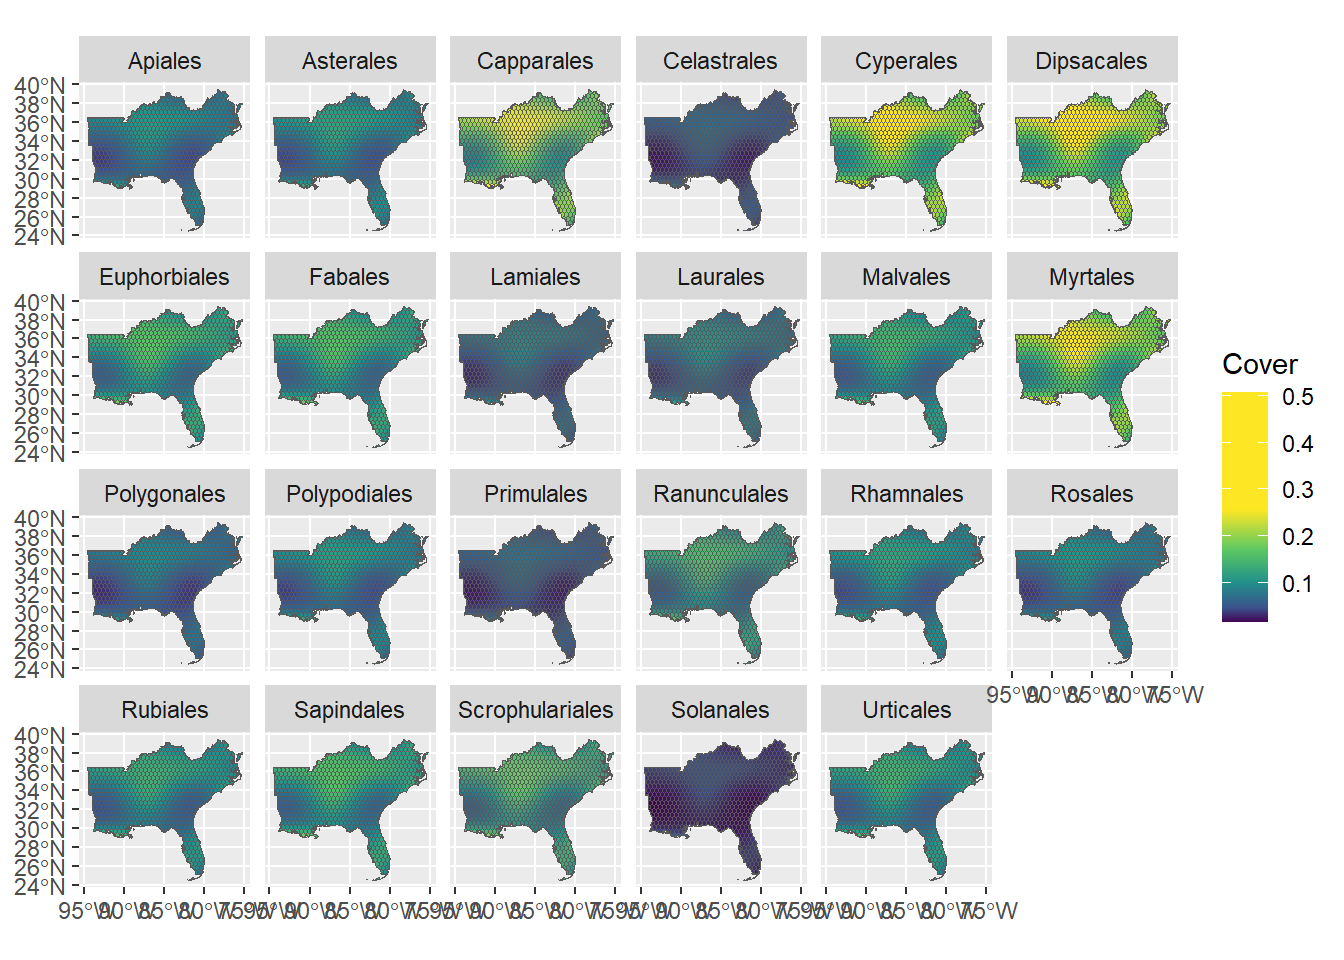 Apiales Asterales Capparales Celastrales Cyperales Dipsacales
40°N
38°N
36°N
34°N
32°N
30°N
28°N
26°N
24°N
Euphorbiales Fabales Lamiales Laurales Malvales Myrtales
40°N
38°N
36°N
34°N
32°N
30°N
28°N
26°N
24°N
Cover
0.5
0.4
0.3
0.2
0.1
Polygonales Polypodiales Primulales Ranunculales Rhamnales Rosales
40°N
38°N
36°N
34°N
32°N
30°N
28°N
26°N
24°N
95°W 90°W 85°W 80°W 75°W
Rubiales Sapindales Scrophulariales Solanales Urticales
40°N
38°N
36°N
34°N
32°N
30°N
28°N
26°N
24°N
95°W 90°W 85°W 80°W 75°W 95°W 90°W 85°W 80°W 75°W 95°W 90°W 85°W 80°W 75°W 95°W 90°W 85°W 80°W 75°W 95°W 90°W 85°W 80°W 75°W